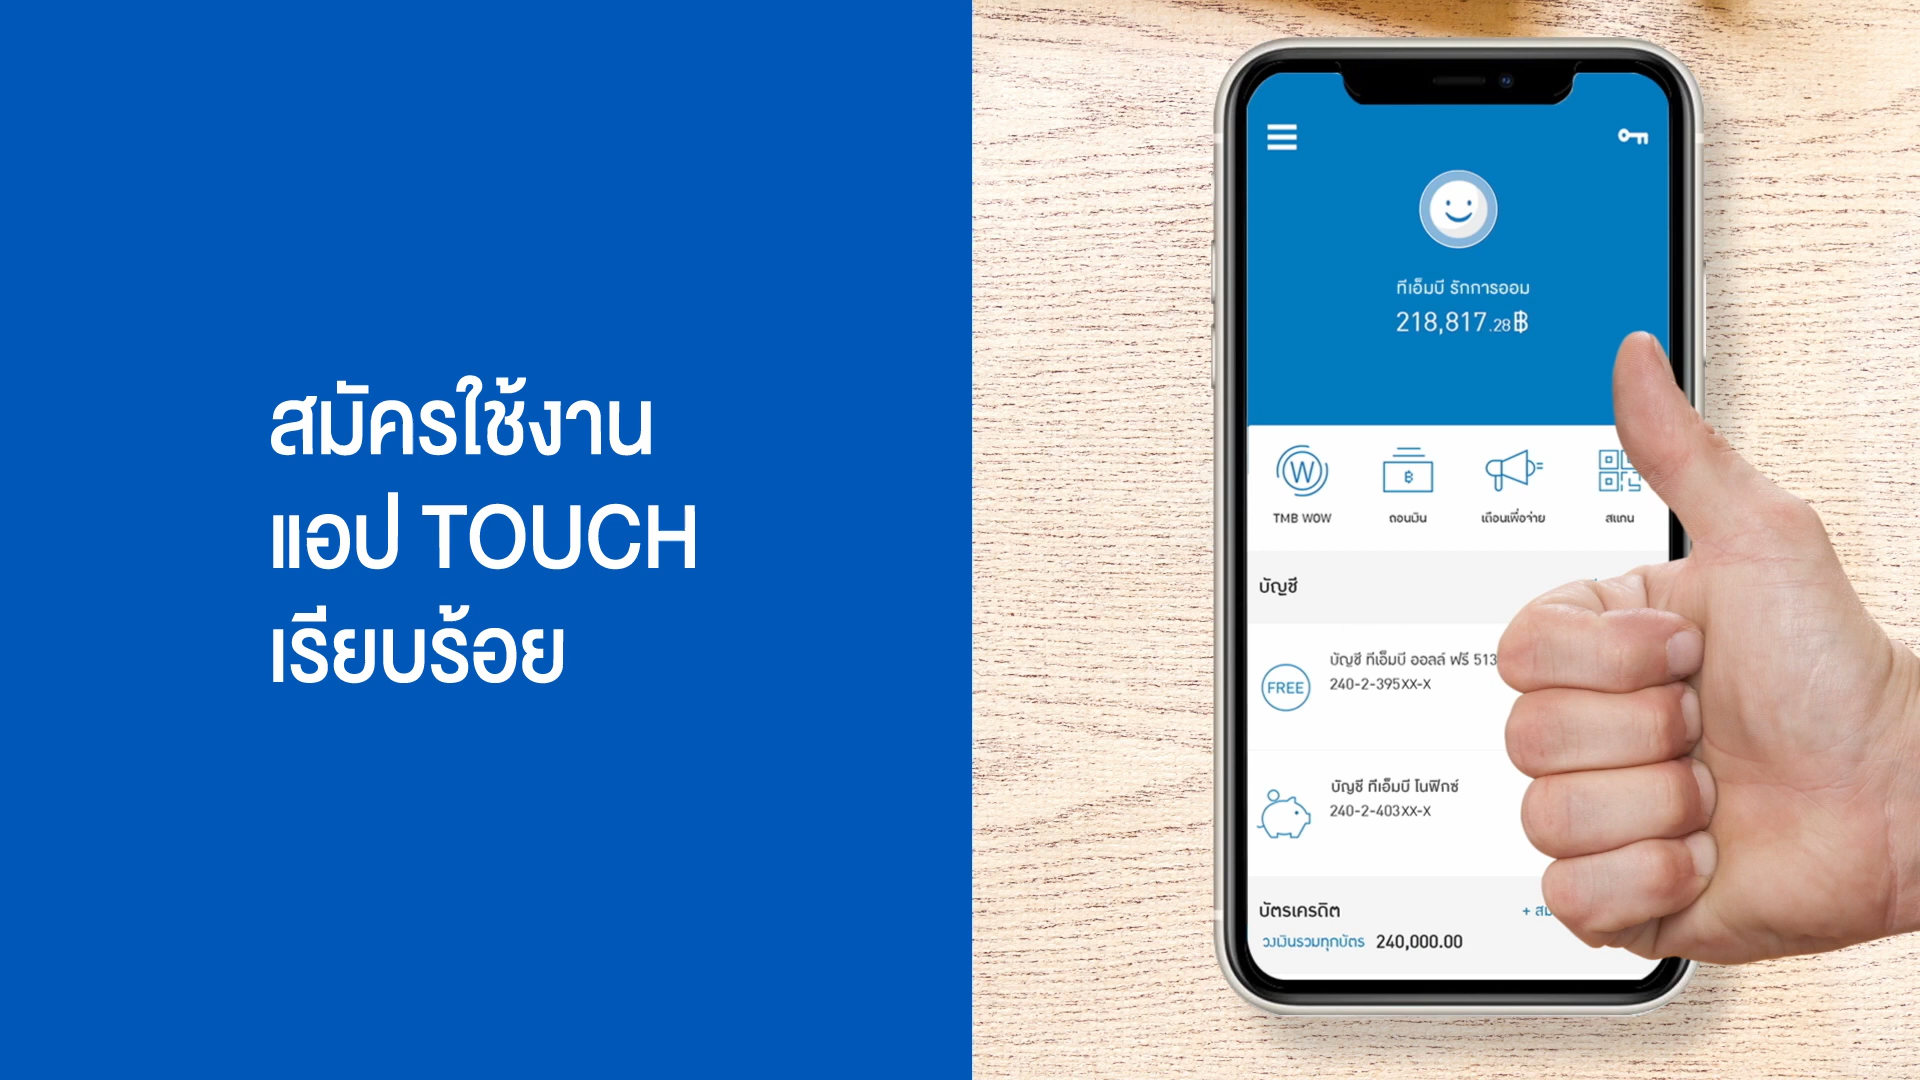 สมัครใช้งาน
แอป TOUCH
เรียบร้อย
ทีเอ็มบี รักการออม
218,817.28฿
TMB WOW
ถอนเงิน
เตือนเพื่อจ่าย
สแกน
บัญชี
บัญชี ทีเอ็มบี ออลล์ ฟรี 513
240-2-395XX-X
FREE
บัญชี ทีเอ็มบี โนฟิกซ์
240-2-403XX-X
บัตรเครดิต
วงเงินรวมทุกบัตร 240,000.00